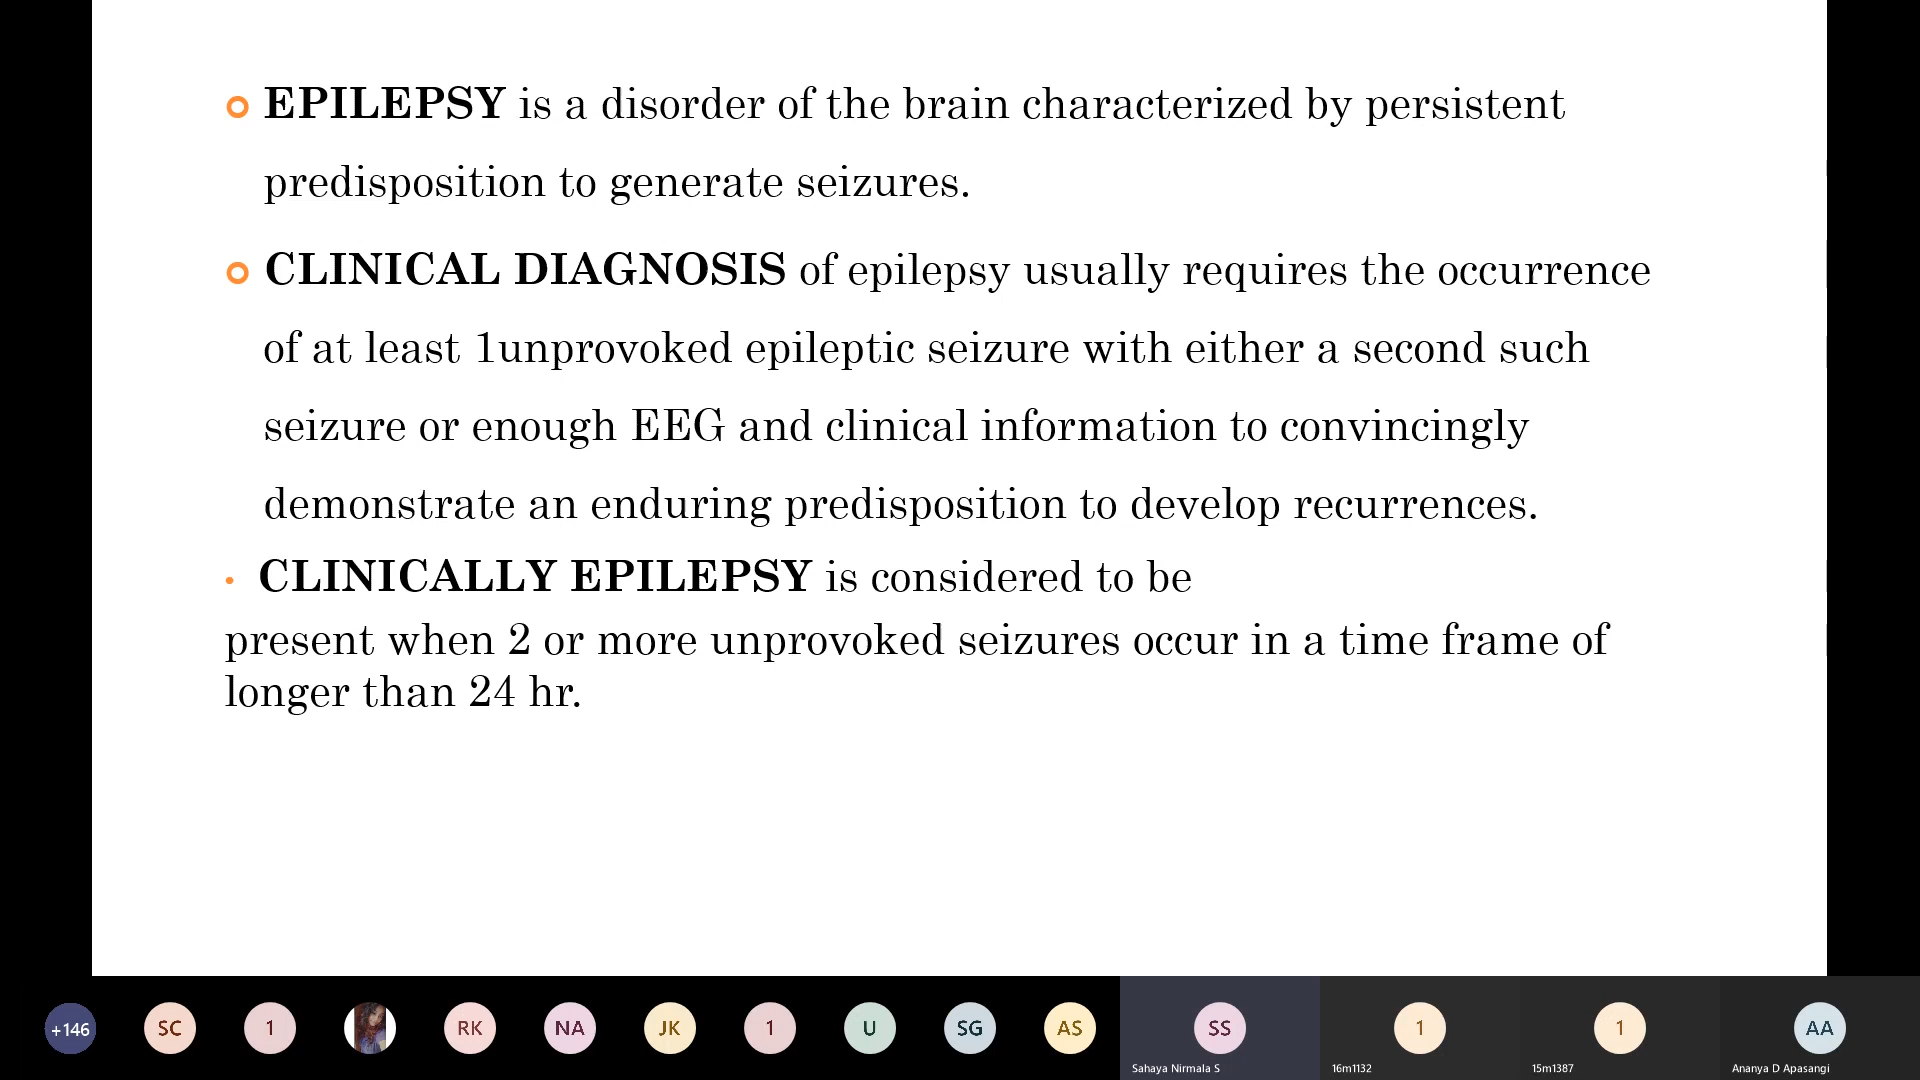 EPILEPSY is a disorder of the brain characterized by persistent
predisposition to generate seizures.
CLINICAL DIAGNOSIS of epilepsy usually requires the occurrence
of at least 1unprovoked epileptic seizure with either a second such
seizure or enough EEG and clinical information to convincingly
demonstrate an enduring predisposition to develop recurrences.
• CLINICALLY EPILEPSY is considered to be
present when 2 or more unprovoked seizures occur in a time frame of
longer than 24 hr.
+146 SC 1 RK NA JK 1 U SG AS SS 1 1 AA
Sahaya Nirmala S 16m1132 15m1387 Ananya D Apasangi